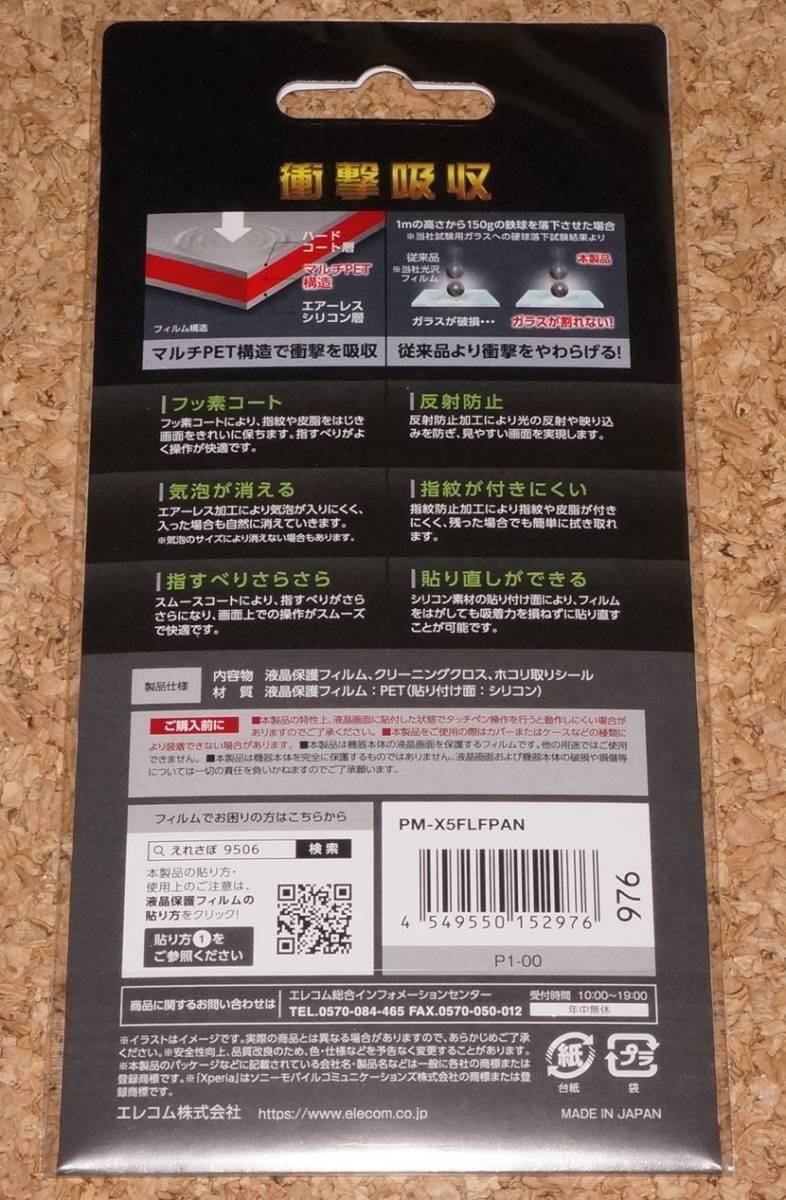 衝撃吸収
ハード
コート層
マルチPET
構造
エアーレス
シリコン層
フィルム構造
マルチPET構造で衝撃を吸収
1mの高さから150gの鉄球を落下させた場合
※当社試験用ガラスへの硬球落下試験結果より
従来品
※当社光沢
フィルム
本製品
ガラスが破損･･･
ガラスが割れない!
従来品より衝撃をやわらげる!
フッ素コート
フッ素コートにより、指紋や皮脂をはじき
画面をきれいに保ちます。指すべりがよ
く操作が快適です。
反射防止
反射防止加工により光の反射や映り込
みを防ぎ、見やすい画面を実現します。
気泡が消える
エアーレス加工により気泡が入りにくく、
入った場合も自然に消えていきます。
※気泡のサイズにより消えない場合もあります。
指紋が付きにくい
指紋防止加工により指紋や皮脂が付き
にくく、残った場合でも簡単に拭き取れ
ます。
指すべりさらさら
スムースコートにより、指すべりがさら
さらになり、画面上での操作がスムーズ
で快適です。
貼り直しができる
シリコン素材の貼り付け面により、フィルム
をはがしても吸着力を損ねずに貼り直す
ことが可能です。
製品仕様
内容物 液晶保護フィルム、クリーニングクロス、ホコリ取りシール
材 質 液晶保護フィルム：PET（貼り付け面：シリコン）
ご購入前に
■本製品の特性上、液晶画面に貼付した状態でタッチペン操作を行うと動作しにくい場合が
ありますのでご了承ください。 ■本製品をご使用の際はカバーまたはケースなどの種類に
より装着できない場合があります。 ■本製品は機器本体の液晶画面を保護するフィルムです。他の用途ではご使用
できません。 ■本製品は機器本体を完全に保護するものではありません。液晶画面および機器本体の破損や損傷等
については一切の責任を負いかねますのでご了承願います。
フィルムでお困りの方はこちらから
えれさぽ 9506 検索
本製品の貼り方・
使用上のご注意は、
液晶保護フィルムの
貼り方をクリック!
貼り方1を
ご参照ください
PM-X5FLFPAN
4 549550 152976
976
P1-00
商品に関するお問い合わせは
エレコム総合インフォメーションセンター
TEL.0570-084-465 FAX.0570-050-012
受付時間 10:00~19:00
年中無休
※イラストはイメージです。実際の商品とは異なる場合がありますので、あらかじめご了承
ください。※安全性向上、品質改良のため、色・仕様などを予告なく変更することがあります。
※本製品のパッケージなどに記載されている会社名・製品名などは一般に各社の商標または
登録商標です。※「Xperia」はソニーモバイルコミュニケーションズ株式会社の商標または登
録商標です。
紙
台紙
プラ
袋
エレコム株式会社 https://www.elecom.co.jp
MADE IN JAPAN